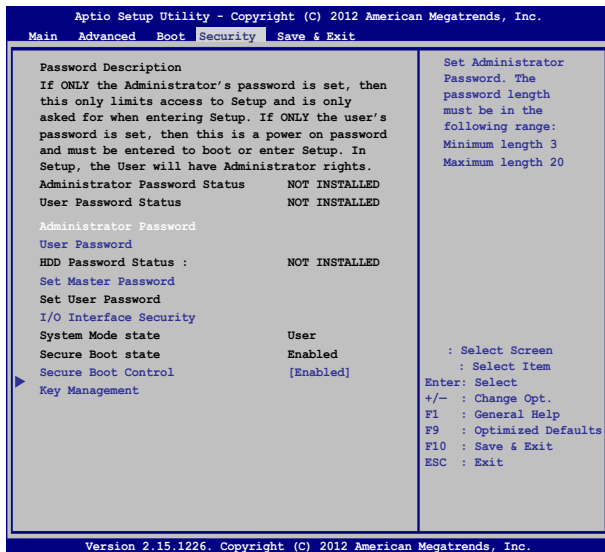 Aptio Setup Utility - Copyright (C) 2012 American Megatrends, Inc.
Main Advanced Boot Security Save & Exit
Password Description
If ONLY the Administrator's password is set, then
this only limits access to Setup and is only
asked for when entering Setup. If ONLY the user's
password is set, then this is a power on password
and must be entered to boot or enter Setup. In
Setup, the User will have Administrator rights.
Administrator Password Status NOT INSTALLED
User Password Status NOT INSTALLED
Administrator Password
User Password
HDD Password Status : NOT INSTALLED
Set Master Password
Set User Password
I/O Interface Security
System Mode state User
Secure Boot state Enabled
Secure Boot Control [Enabled]
Key Management
Set Administrator
Password. The
password length
must be in the
following range:
Minimum length 3
Maximum length 20
: Select Screen
: Select Item
Enter: Select
+/— : Change Opt.
F1 : General Help
F9 : Optimized Defaults
F10 : Save & Exit
ESC : Exit
Version 2.15.1226. Copyright (C) 2012 American Megatrends, Inc.